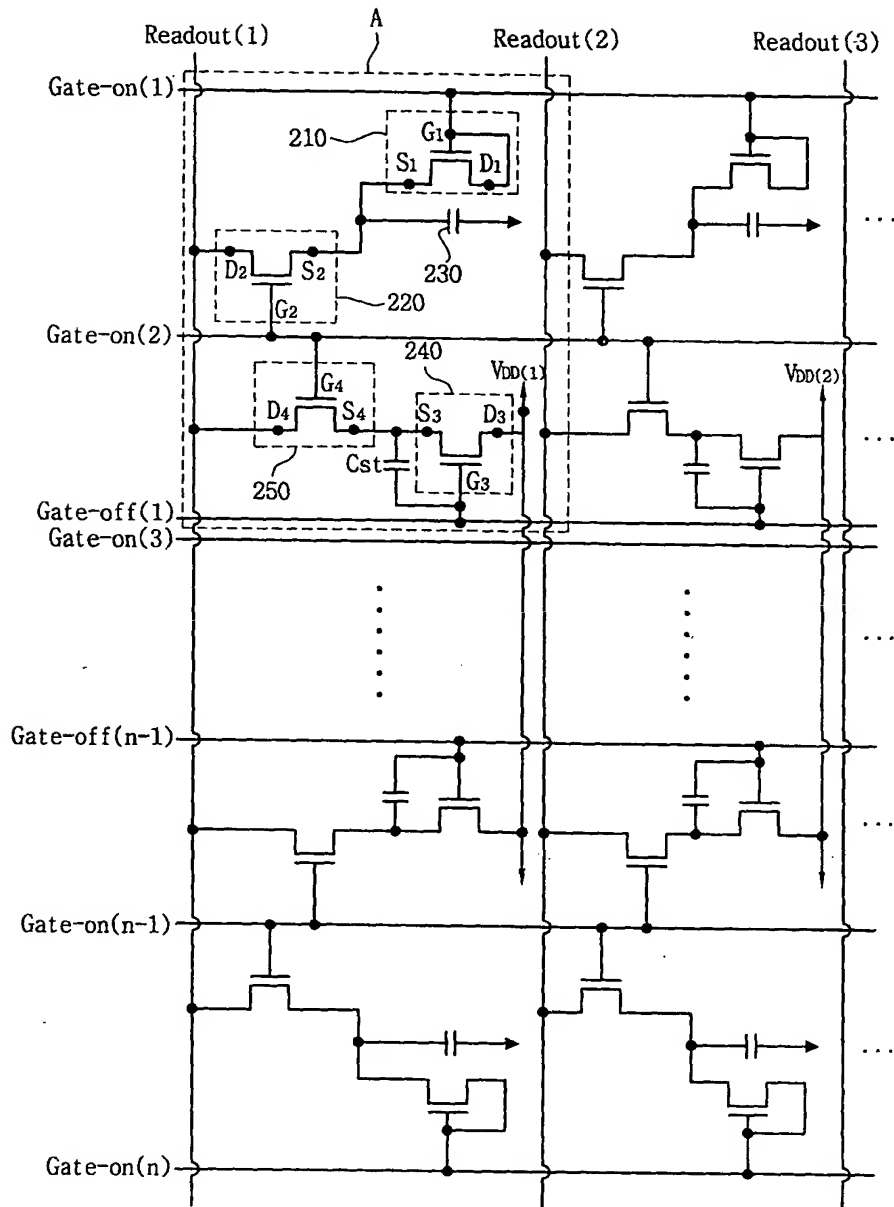 A
Readout(1)
Readout(2)
Readout(3)
Gate-on(1)
210
G1
S1
D1
230
D2
S2
220
G2
Gate-on(2)
240
VDD(1)
VDD(2)
G4
D4
S4
S3
D3
...
250
Cst
G3
Gate-off(1)
Gate-on(3)
Gate-off(n-1)
Gate-on(n-1)
Gate-on(n)